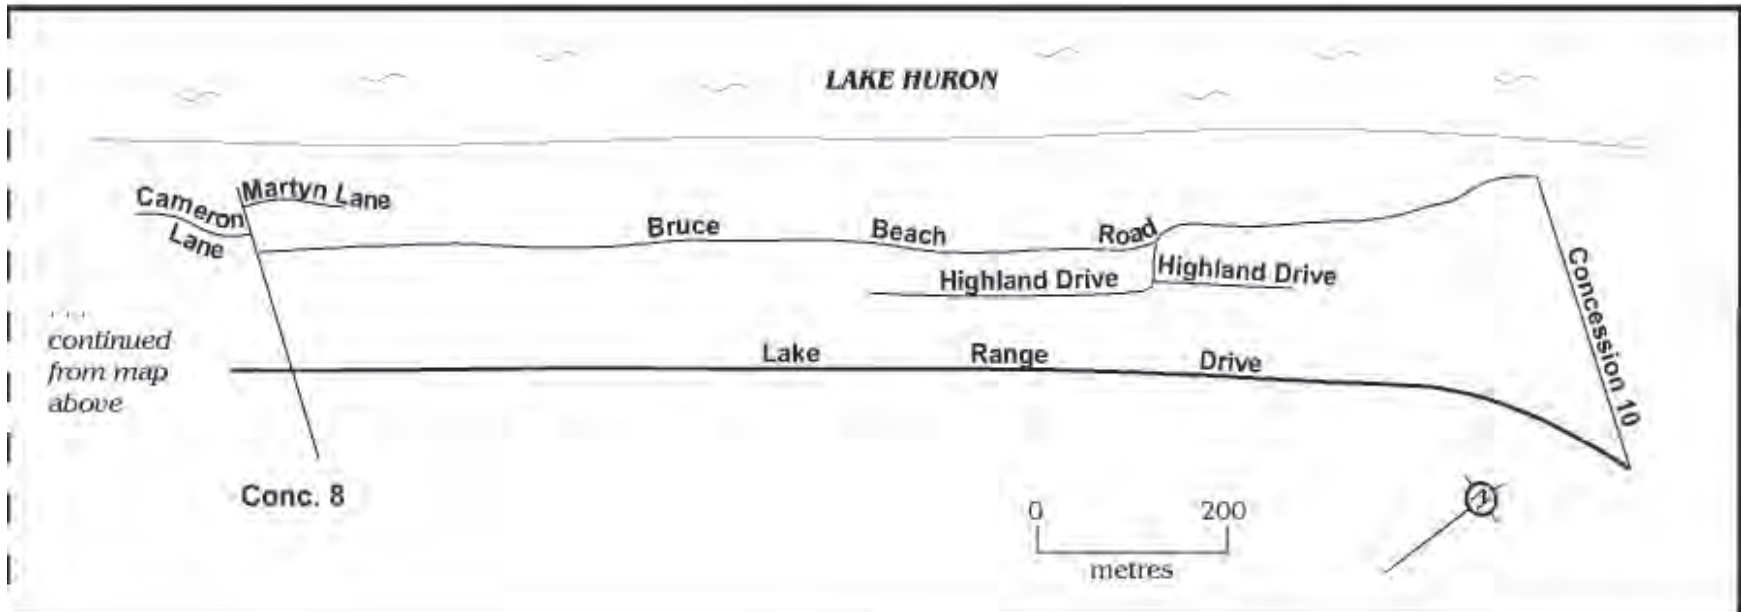 LAKE HURON
Martyn Lane
Cameron
Lane
Bruce Beach Road
Highland Drive
Highland Drive
Concession 10
continued
from map
above
Lake Range Drive
Conc. 8
0 200
metres
N